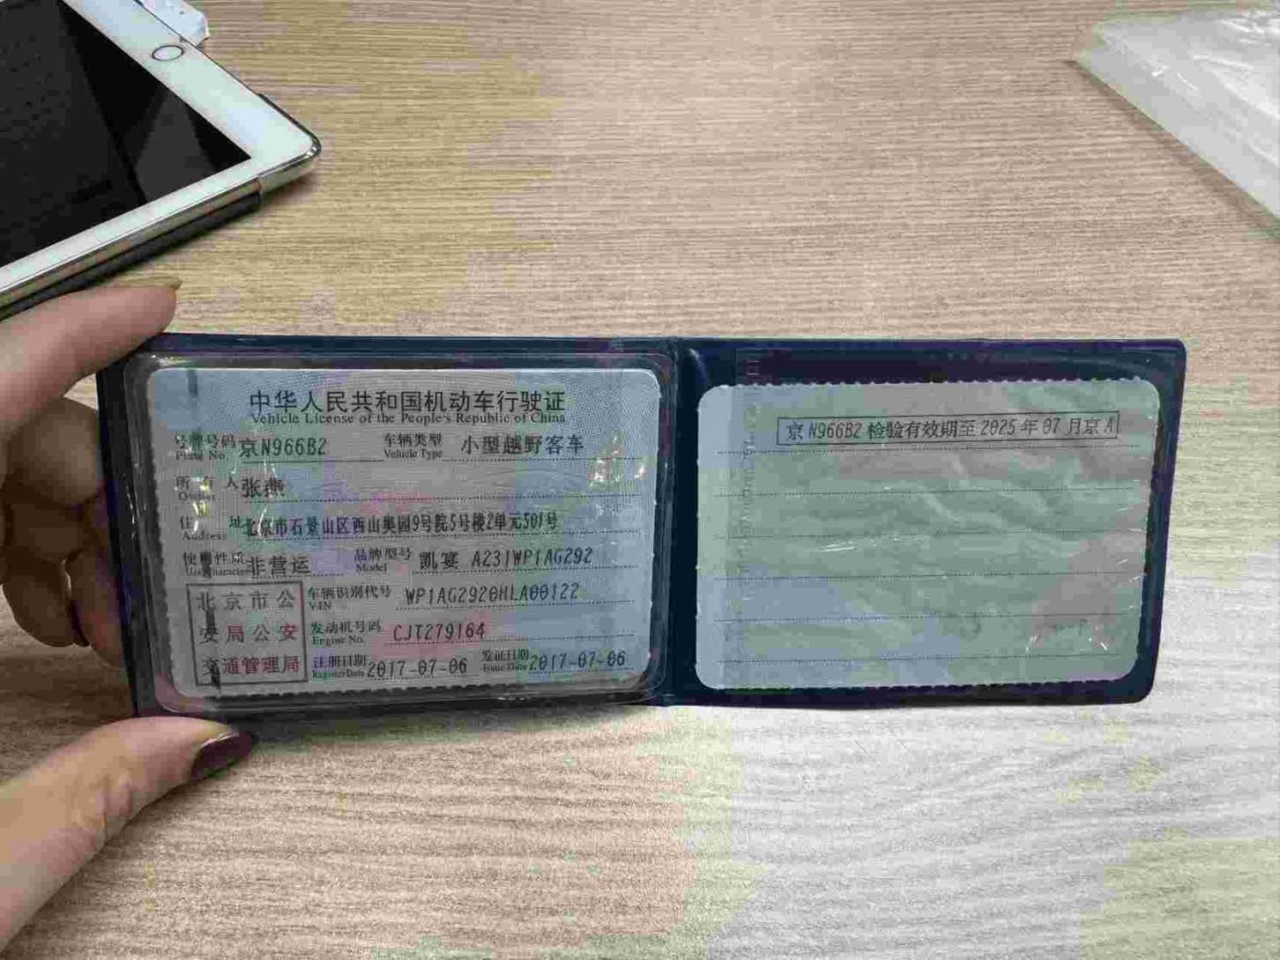 中华人民共和国机动车行驶证
Vehicle License of the People's Republic of China
号牌号码 京N966B2 车辆类型 小型越野客车
Plate No. Vehicle Type
所有人 张燕
Owner
住址 北京市石景山区西山奥园9号院5号楼2单元501号
Address
使用性质 非营运 品牌型号 凯宴 A231WP1AG292
Use Character Model
北京市公
安局公安
交通管理局
车辆识别代号 WP1AG2920HLA00122
VIN
发动机号码 CJT279164
Engine No.
注册日期 2017-07-06 发证日期 2017-07-06
Register Date Issue Date
京N966B2 检验有效期至 2025年07月京A